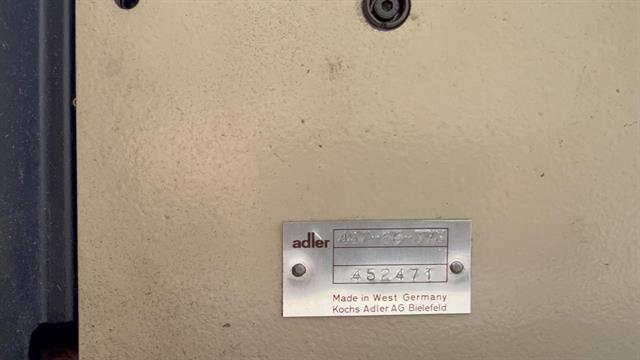 adler
452471
Made in West Germany
Kochs Adler AG Bielefeld